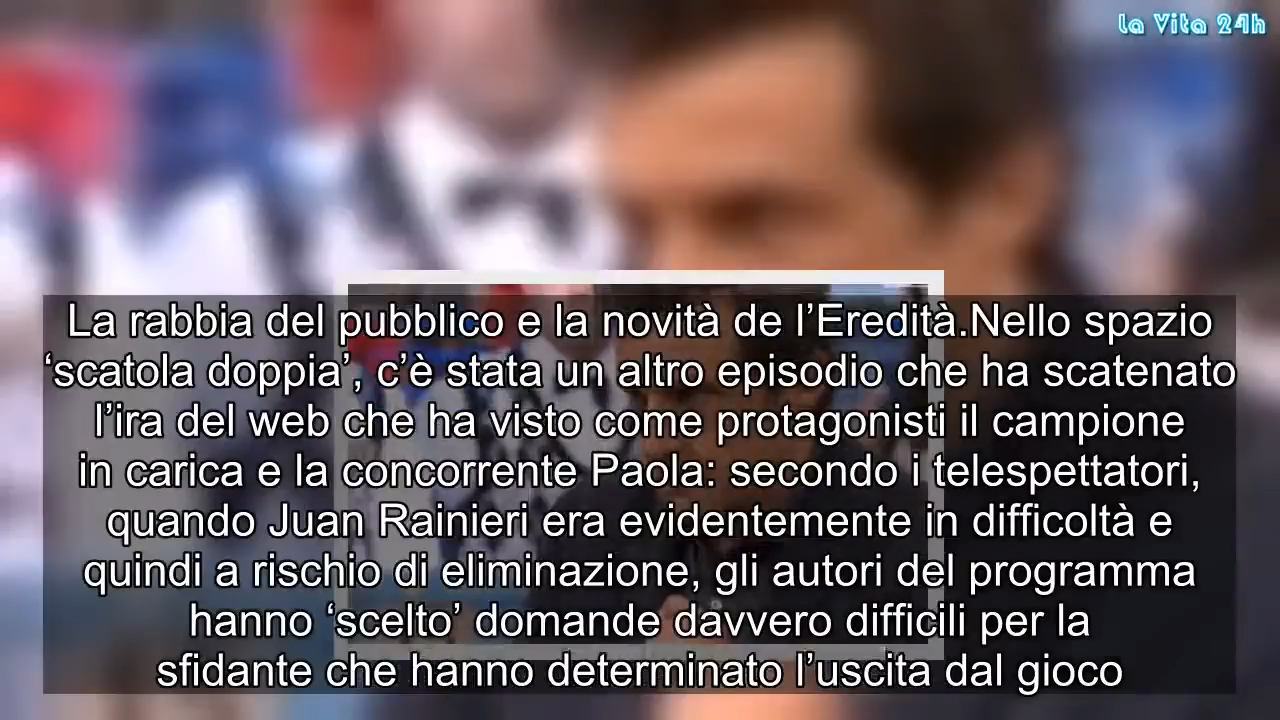 La Vita 24h
La rabbia del pubblico e la novità de l’Eredità.Nello spazio
‘scatola doppia’, c’è stata un altro episodio che ha scatenato
l’ira del web che ha visto come protagonisti il campione
in carica e la concorrente Paola: secondo i telespettatori,
quando Juan Rainieri era evidentemente in difficoltà e
quindi a rischio di eliminazione, gli autori del programma
hanno ‘scelto’ domande davvero difficili per la
sfidante che hanno determinato l’uscita dal gioco